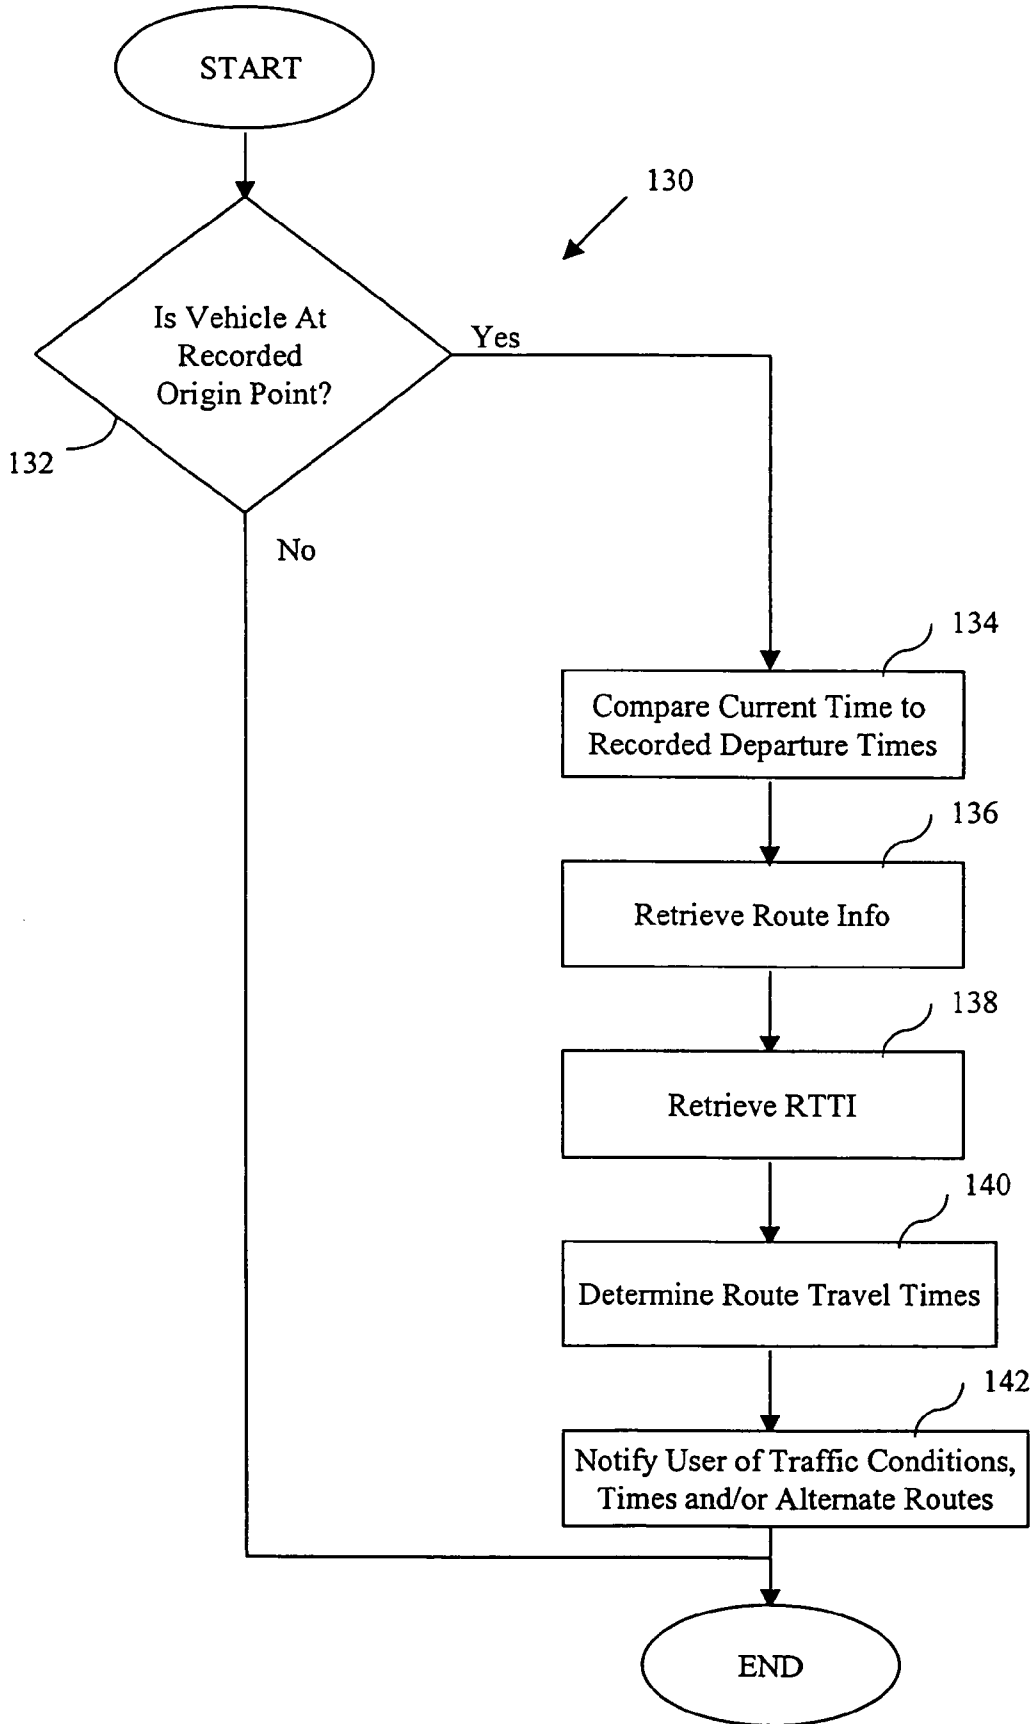 START
130
Is Vehicle At
Recorded
Origin Point?
Yes
132
No
134
Compare Current Time to
Recorded Departure Times
136
Retrieve Route Info
138
Retrieve RTTI
140
Determine Route Travel Times
142
Notify User of Traffic Conditions,
Times and/or Alternate Routes
END